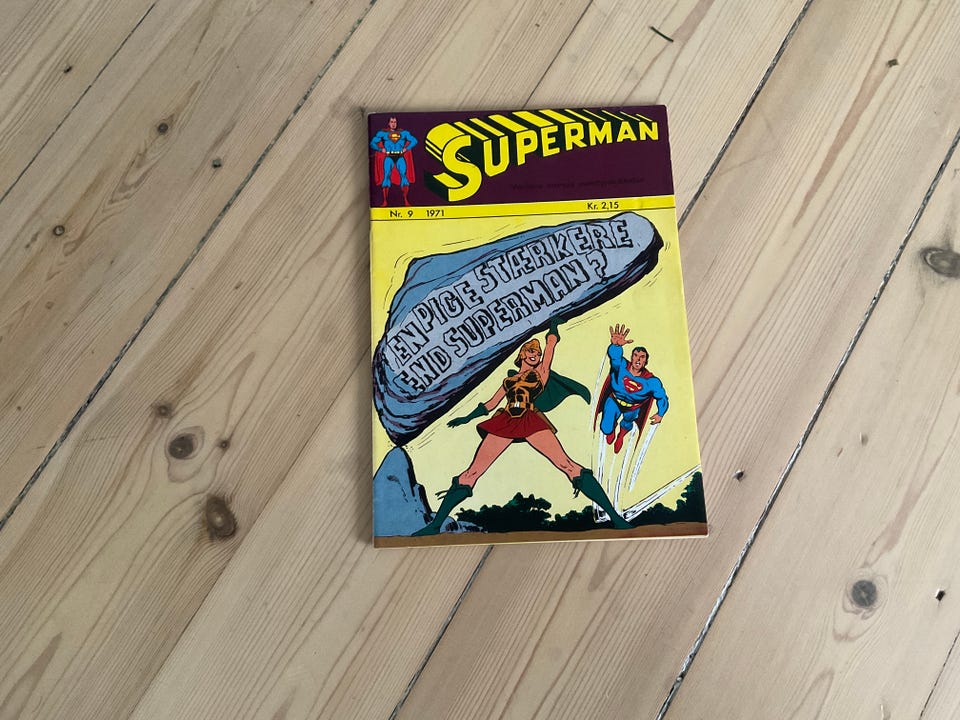 SUPERMAN
Nr. 9 1971 Kr. 2,15
EN PIGE STÆRKERE
END SUPERMAN?